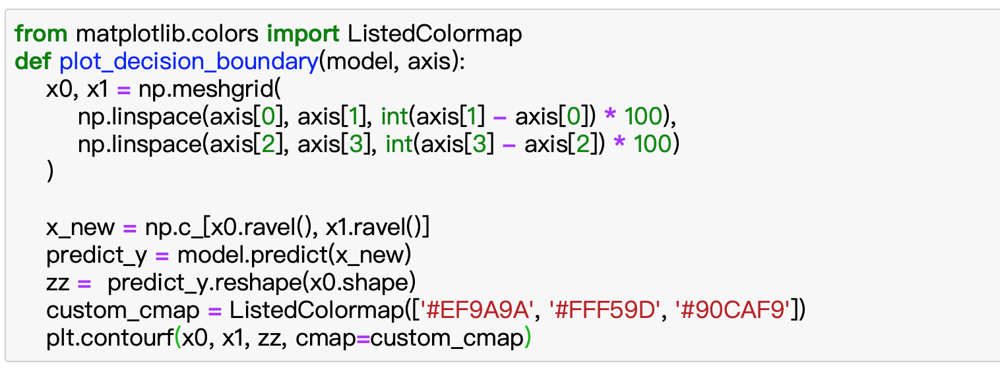 from matplotlib.colors import ListedColormap
def plot_decision_boundary(model, axis):
    x0, x1 = np.meshgrid(
        np.linspace(axis[0], axis[1], int(axis[1] - axis[0]) * 100),
        np.linspace(axis[2], axis[3], int(axis[3] - axis[2]) * 100)
    )

    x_new = np.c_[x0.ravel(), x1.ravel()]
    predict_y = model.predict(x_new)
    zz =  predict_y.reshape(x0.shape)
    custom_cmap = ListedColormap(['#EF9A9A', '#FFF59D', '#90CAF9'])
    plt.contourf(x0, x1, zz, cmap=custom_cmap)